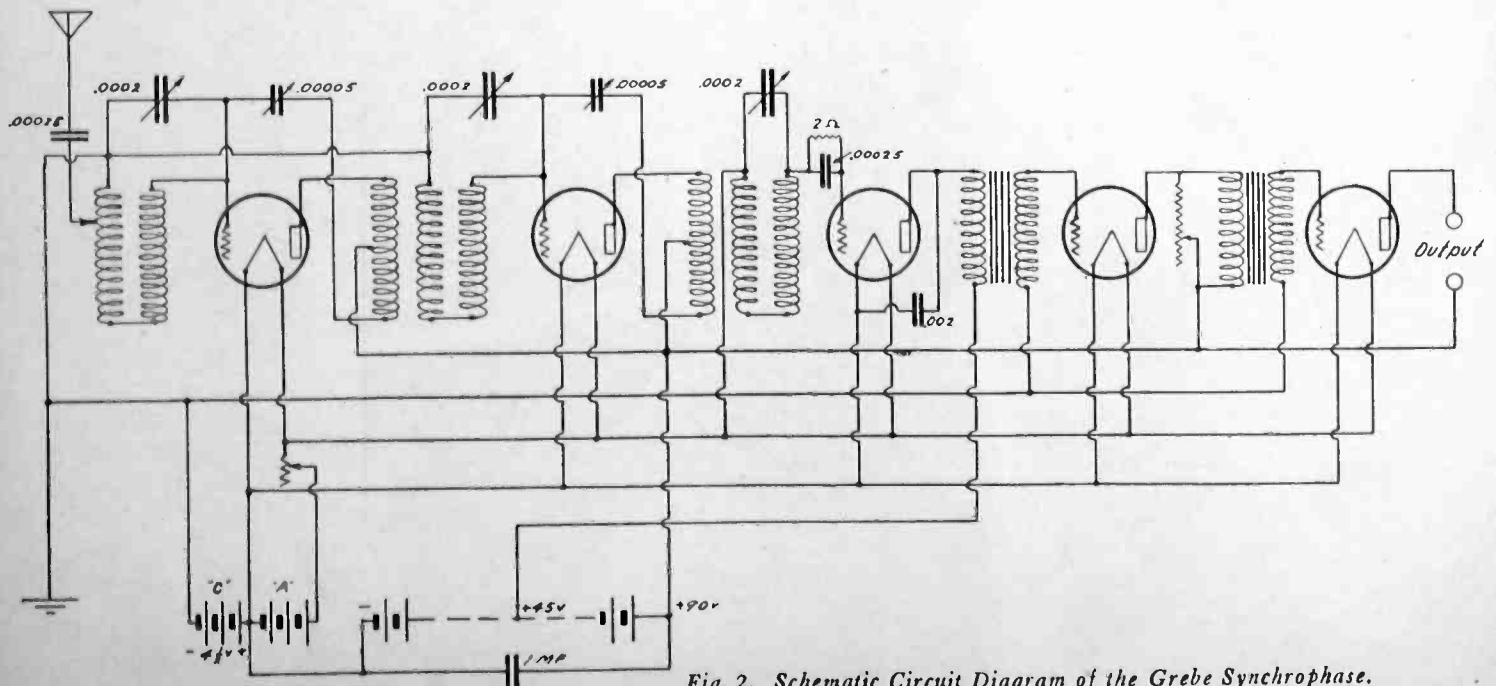 .0002
.00005
.0002
.00005
.0002
.00025
2 Ω
.00025
Output
.002
"C"
"A"
-
+45v
+90v
- 4½v +
1 MF
Fig. 2. Schematic Circuit Diagram of the Grebe Synchrophase.